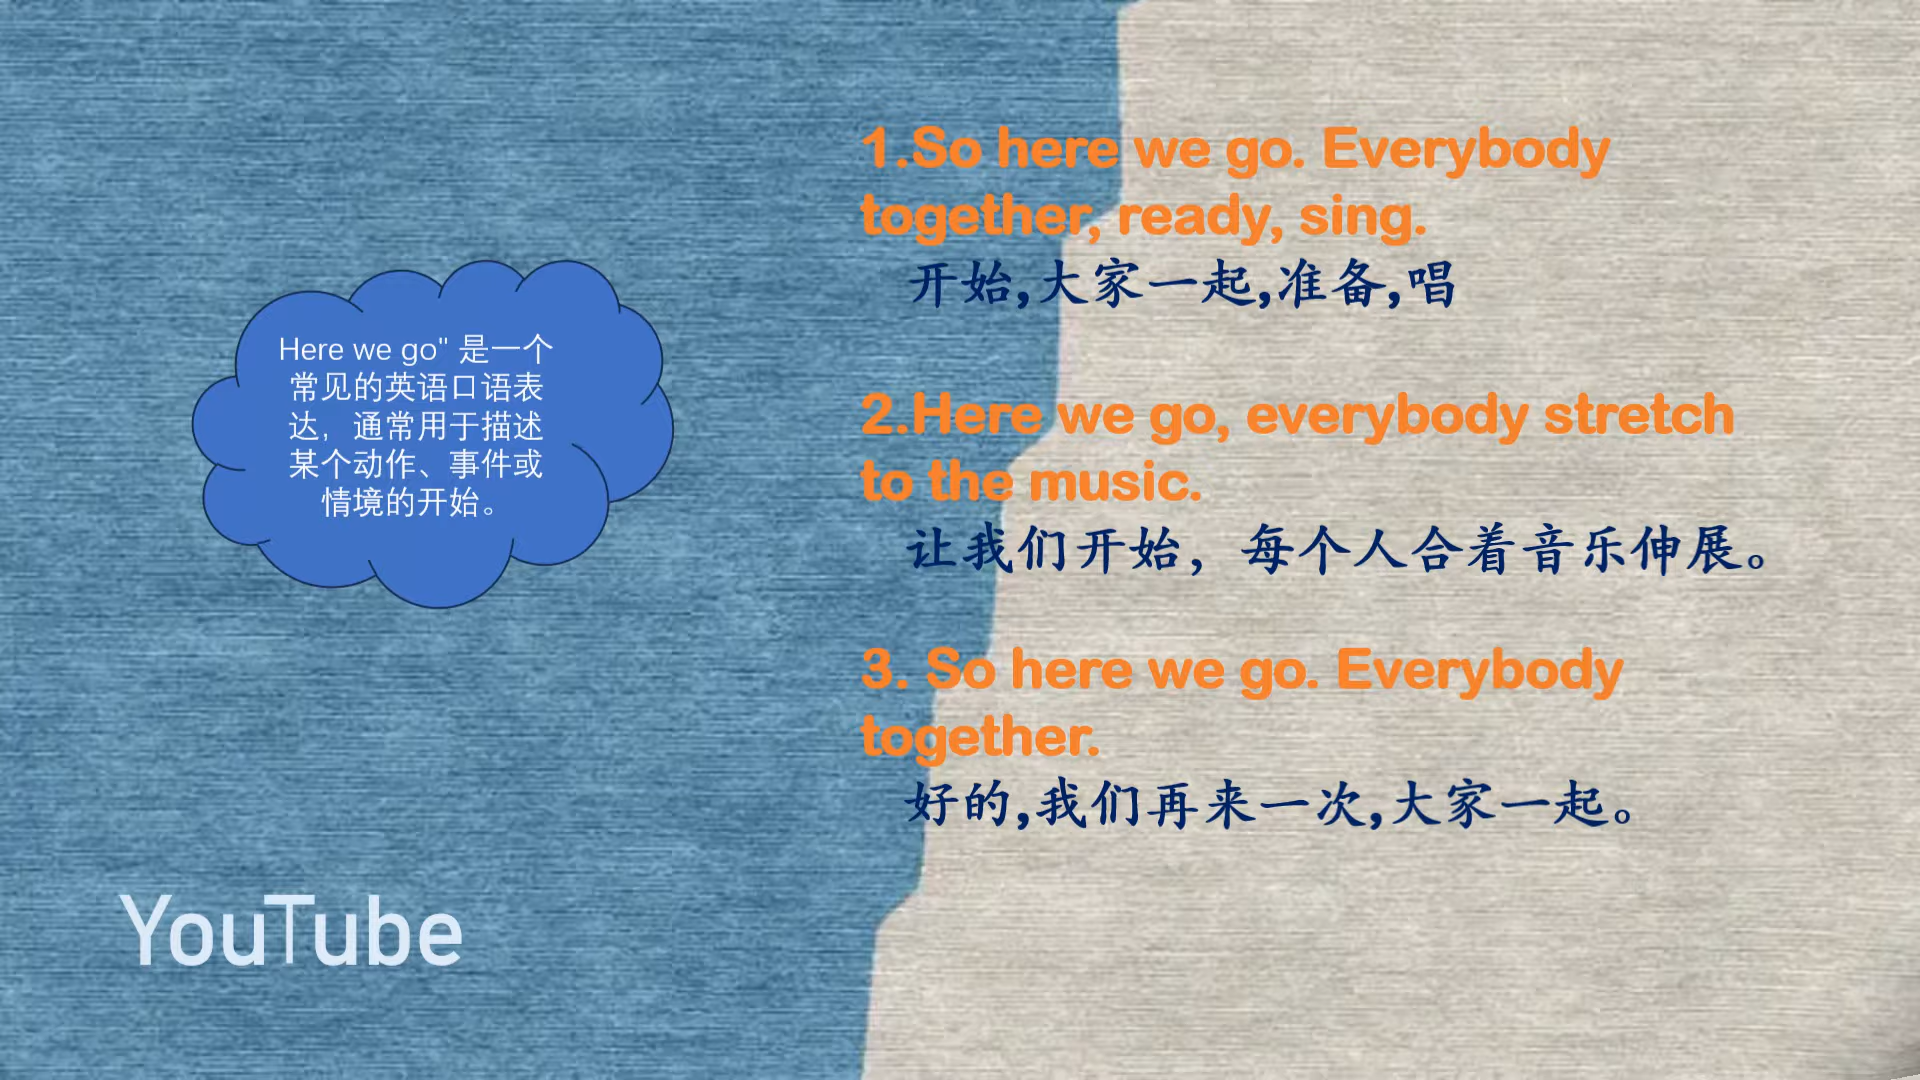 Here we go" 是一个
常见的英语口语表
达，通常用于描述
某个动作、事件或
情境的开始。
1.So here we go. Everybody
together, ready, sing.
开始,大家一起,准备,唱
2.Here we go, everybody stretch
to the music.
让我们开始，每个人合着音乐伸展。
3. So here we go. Everybody
together.
好的,我们再来一次,大家一起。
YouTube